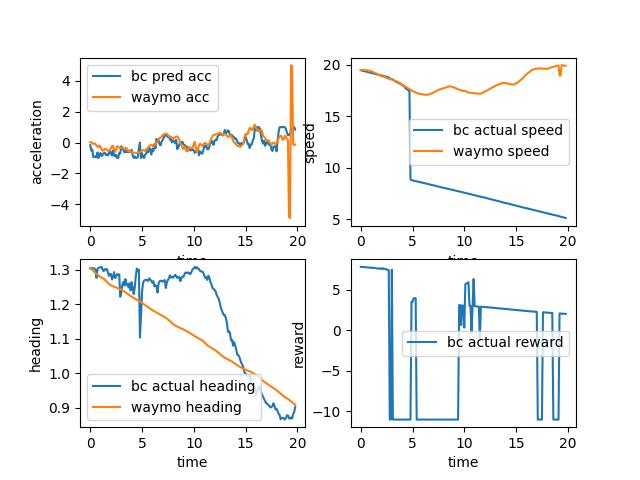 acceleration
4
2
0
−2
−4
bc pred acc
waymo acc
0 5 10 15 20
time
speed
20
15
10
5
bc actual speed
waymo speed
0 5 10 15 20
time
heading
1.3
1.2
1.1
1.0
0.9
bc actual heading
waymo heading
0 5 10 15 20
time
reward
5
0
−5
−10
bc actual reward
0 5 10 15 20
time